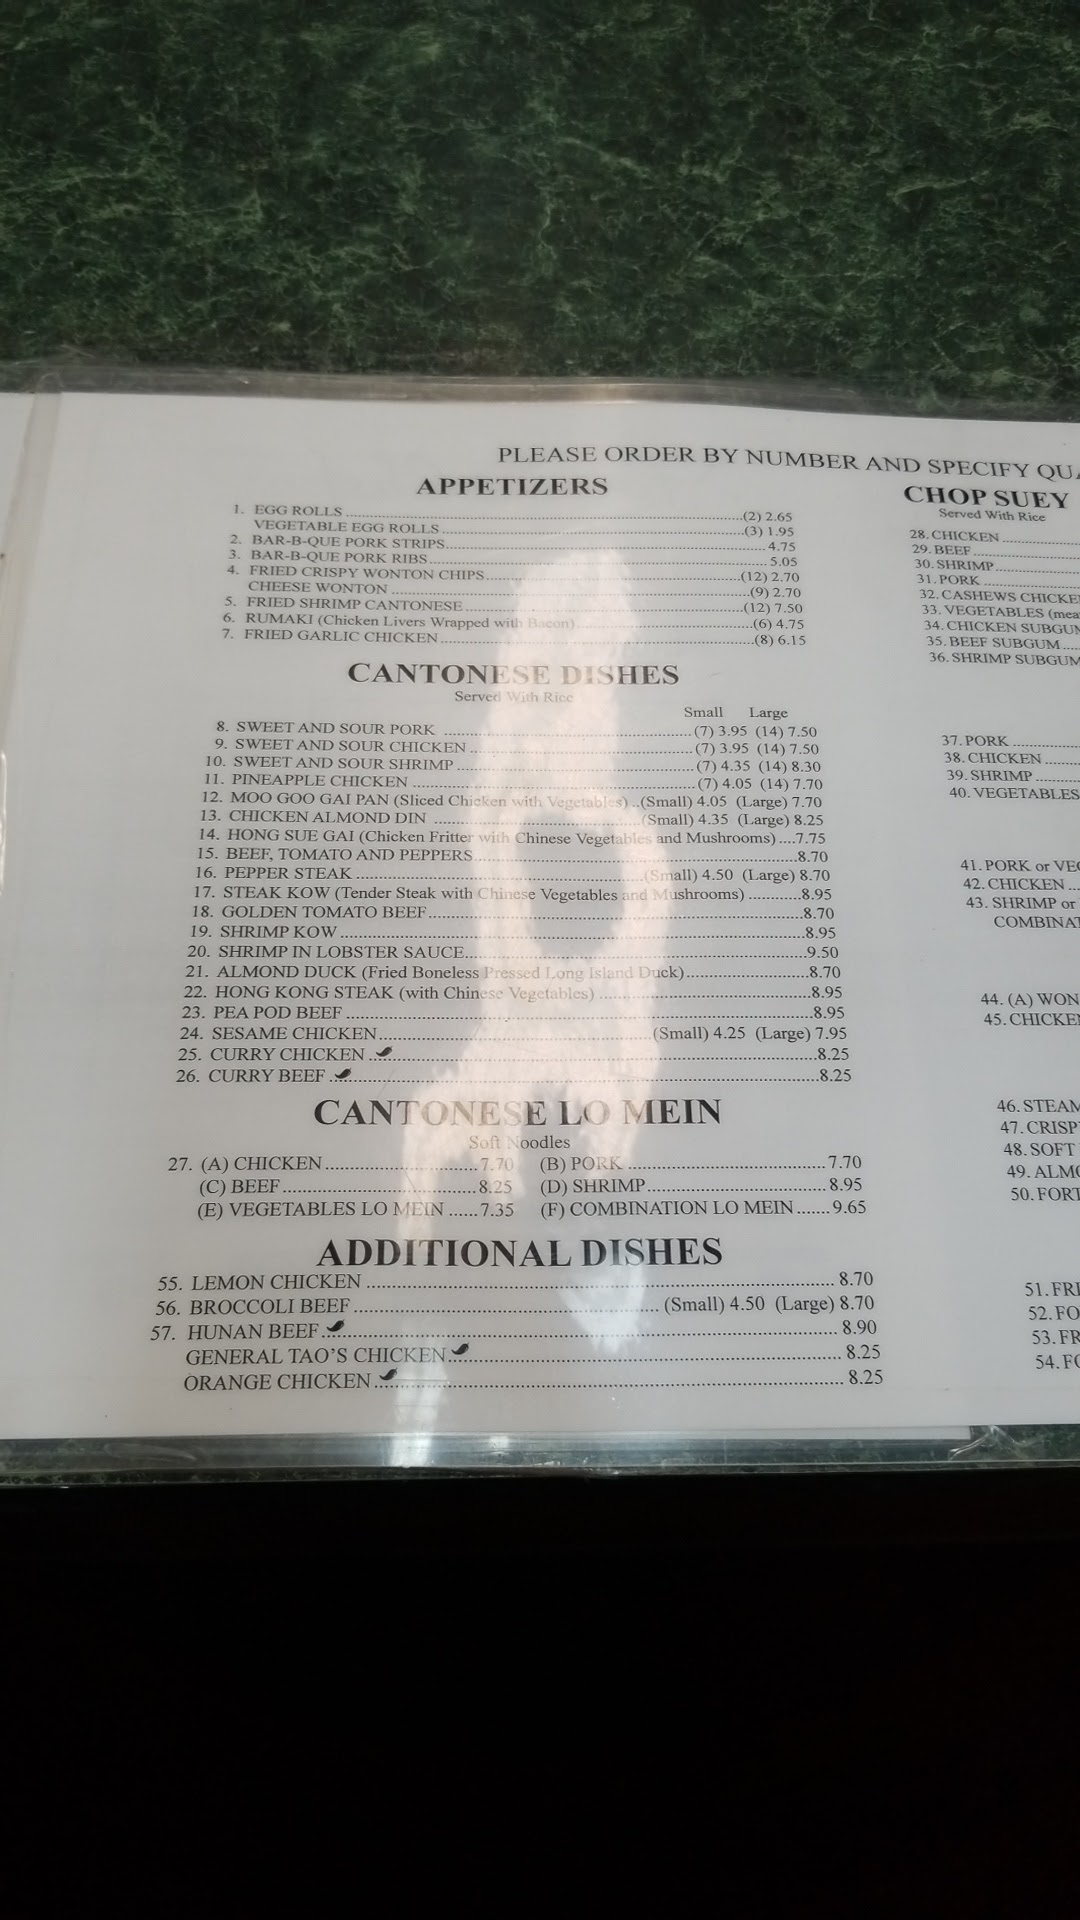 PLEASE ORDER BY NUMBER AND SPECIFY
APPETIZERS
1. EGG ROLLS ... (2) 2.65
VEGETABLE EGG ROLLS ... (3) 1.95
2. BAR-B-QUE PORK STRIPS ... 4.75
3. BAR-B-QUE PORK RIBS ... 5.05
4. FRIED CRISPY WONTON CHIPS ... (12) 2.70
CHEESE WONTON ... (9) 2.70
5. FRIED SHRIMP CANTONESE ... (12) 7.50
6. RUMAKI (Chicken Livers Wrapped with Bacon) ... (6) 4.75
7. FRIED GARLIC CHICKEN ... (8) 6.15
CANTONESE DISHES
Served With Rice
Small Large
8. SWEET AND SOUR PORK ... (7) 3.95 (14) 7.50
9. SWEET AND SOUR CHICKEN ... (7) 3.95 (14) 7.50
10. SWEET AND SOUR SHRIMP ... (7) 4.35 (14) 8.30
11. PINEAPPLE CHICKEN ... (7) 4.05 (14) 7.70
12. MOO GOO GAI PAN (Sliced Chicken with Vegetables) ..(Small) 4.05 (Large) 7.70
13. CHICKEN ALMOND DIN ... (Small) 4.35 (Large) 8.25
14. HONG SUE GAI (Chicken Fritter with Chinese Vegetables and Mushrooms) ....7.75
15. BEEF, TOMATO AND PEPPERS ... 8.70
16. PEPPER STEAK ... (Small) 4.50 (Large) 8.70
17. STEAK KOW (Tender Steak with Chinese Vegetables and Mushrooms) ... 8.95
18. GOLDEN TOMATO BEEF ... 8.70
19. SHRIMP KOW ... 8.95
20. SHRIMP IN LOBSTER SAUCE ... 9.50
21. ALMOND DUCK (Fried Boneless Pressed Long Island Duck) ... 8.70
22. HONG KONG STEAK (with Chinese Vegetables) ... 8.95
23. PEA POD BEEF ... 8.95
24. SESAME CHICKEN ... (Small) 4.25 (Large) 7.95
25. CURRY CHICKEN ... 8.25
26. CURRY BEEF ... 8.25
CANTONESE LO MEIN
Soft Noodles
27. (A) CHICKEN ... 7.70 (B) PORK ... 7.70
(C) BEEF ... 8.25 (D) SHRIMP ... 8.95
(E) VEGETABLES LO MEIN ......7.35 (F) COMBINATION LO MEIN ....... 9.65
ADDITIONAL DISHES
55. LEMON CHICKEN ... 8.70
56. BROCCOLI BEEF ... (Small) 4.50 (Large) 8.70
57. HUNAN BEEF ... 8.90
GENERAL TAO'S CHICKEN ... 8.25
ORANGE CHICKEN ... 8.25
CHOP SUEY
Served With Rice
28. CHICKEN
29. BEEF
30. SHRIMP
31. PORK
32. CASHEWS
33. VEGETABLES
34. CHICKEN
35. BEEF SUBGUM
36. SHRIMP
37. PORK
38. CHICKEN
39. SHRIMP
40. VEGETABLES
41. PORK or
42. CHICKEN
43. SHRIMP or
44. (A)
45.
46.
47.
48. SOFT
49.
50.
51.
52.
53.
54.